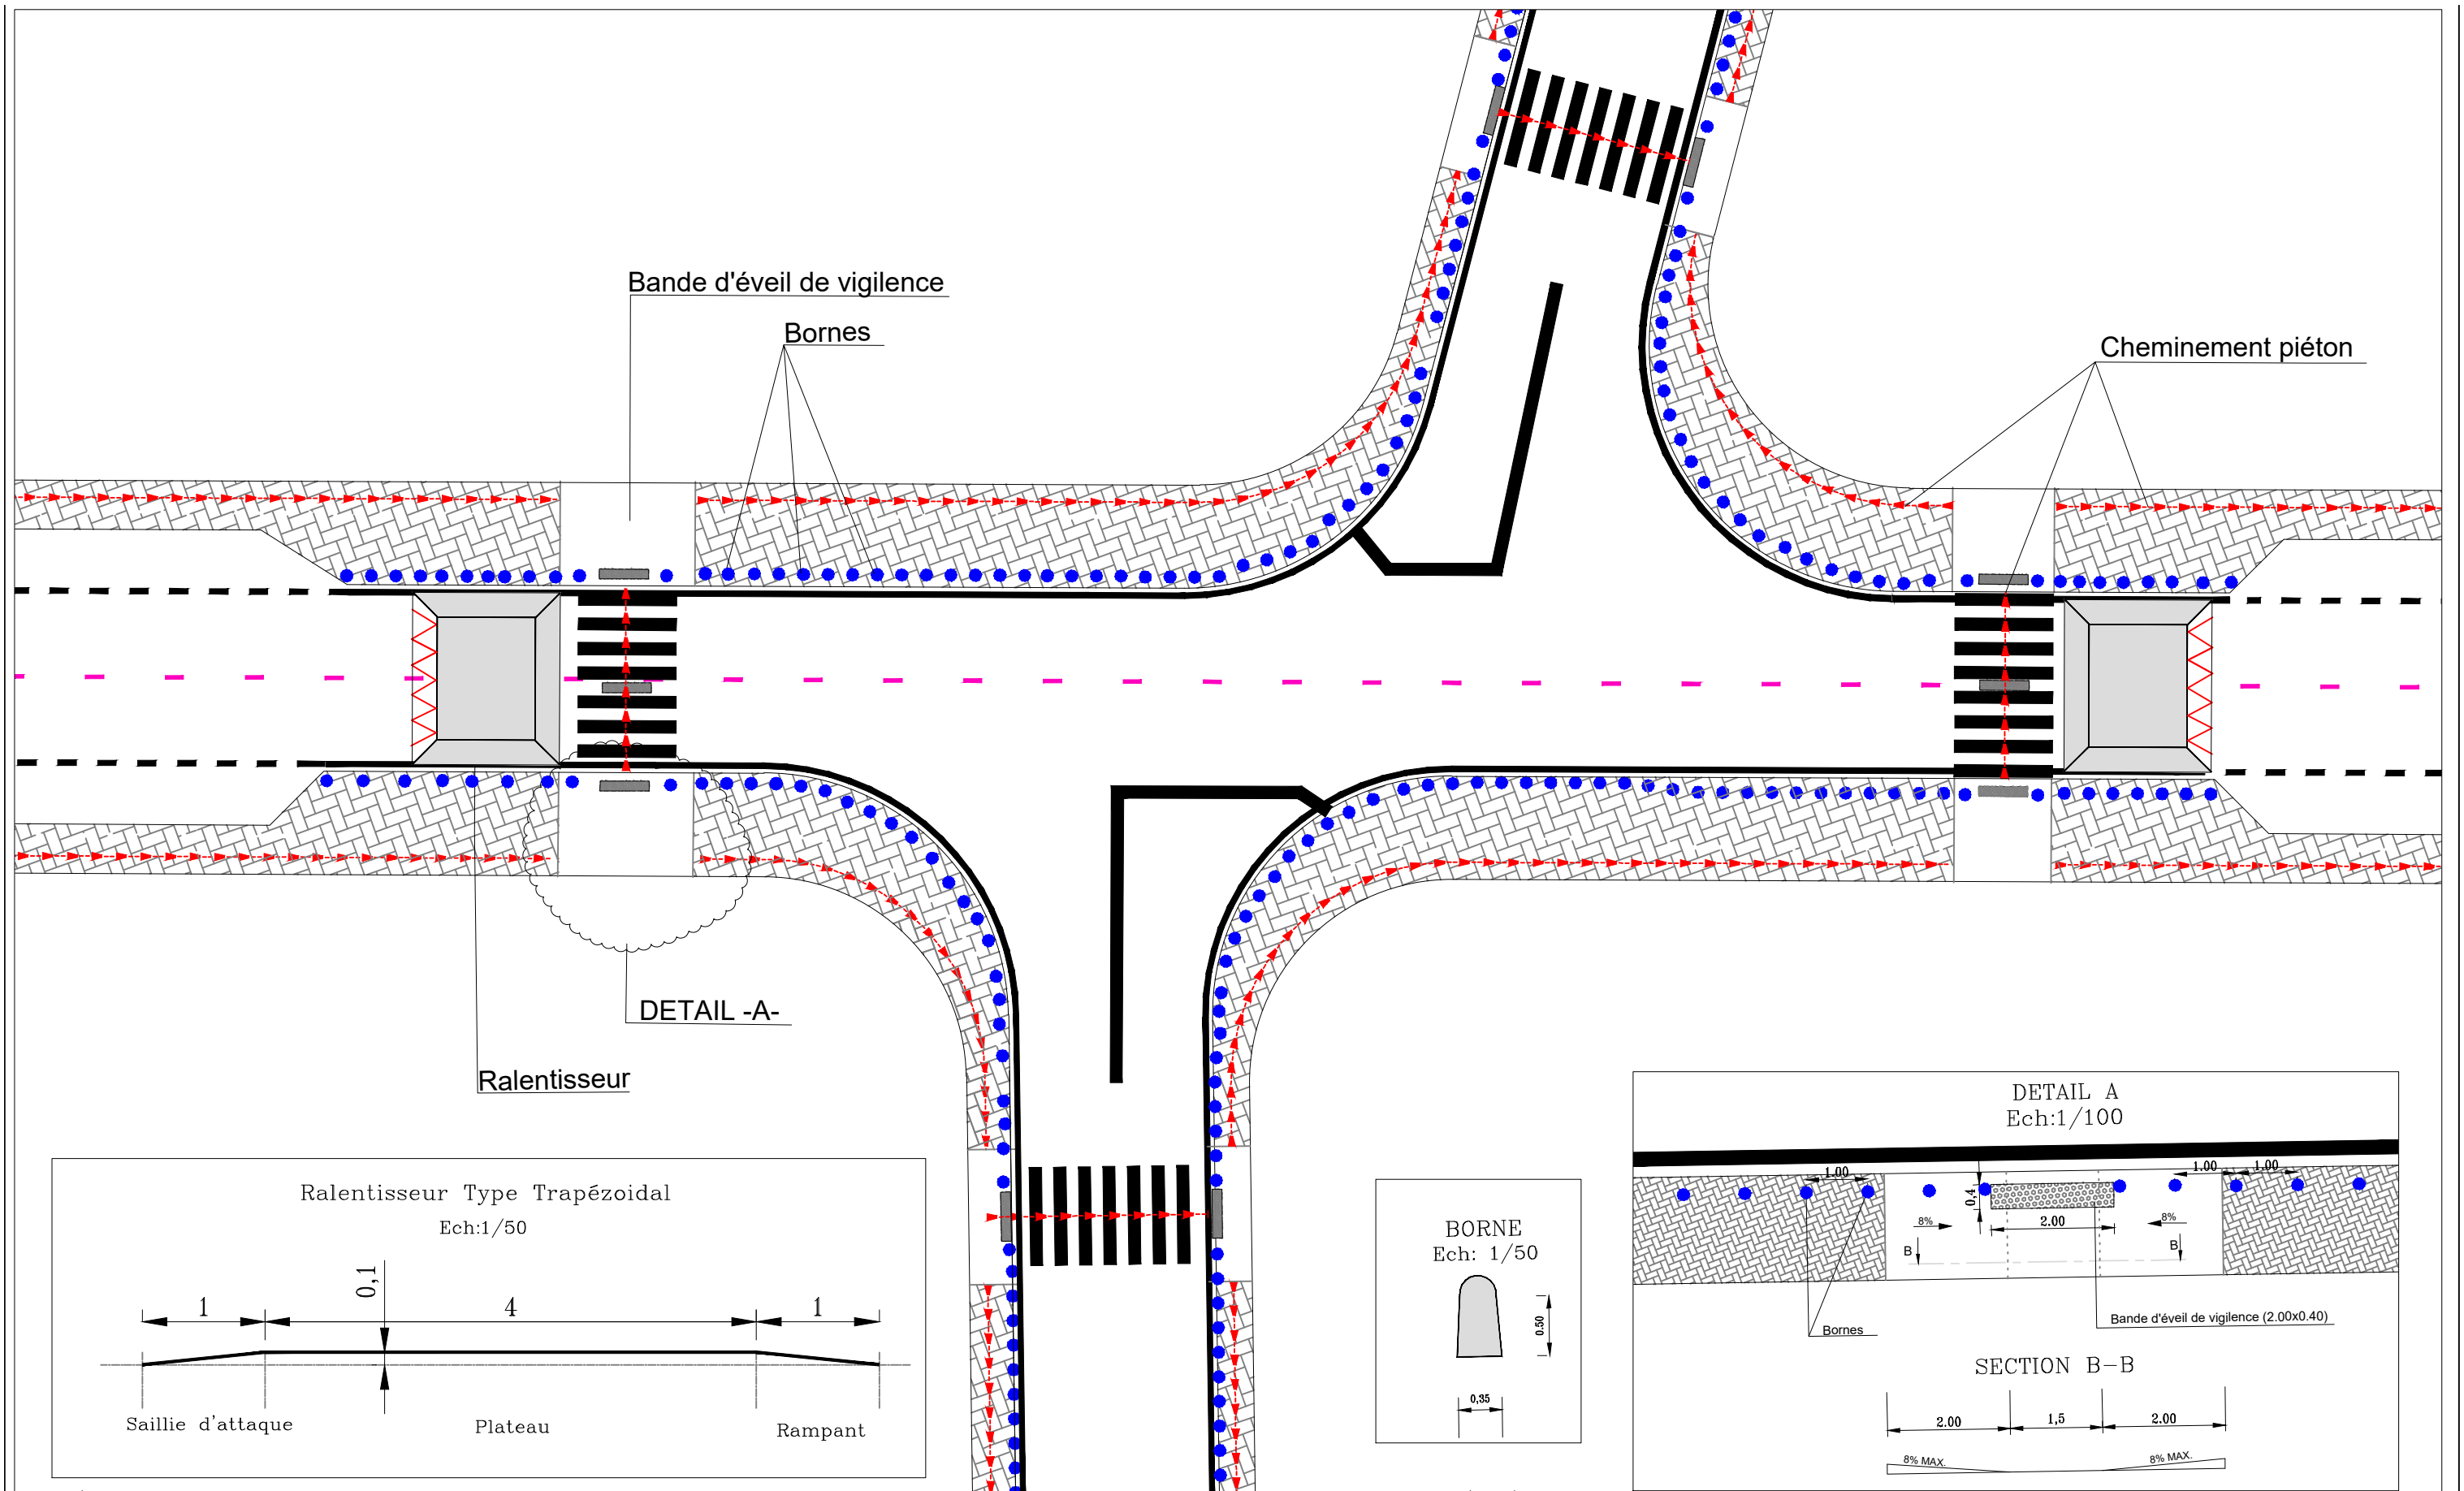 Bande d'éveil de vigilence
Bornes
Cheminement piéton
DETAIL -A-
Ralentisseur
Ralentisseur Type Trapézoidal
Ech:1/50
0,1
1
4
1
Saillie d'attaque
Plateau
Rampant
BORNE
Ech: 1/50
0.50
0,35
DETAIL A
Ech:1/100
1.00
1.00
1.00
0,4
2.00
8%
8%
B
B
Bande d'éveil de vigilence (2.00x0.40)
Bornes
SECTION B-B
2.00
1,5
2.00
8% MAX.
8% MAX.